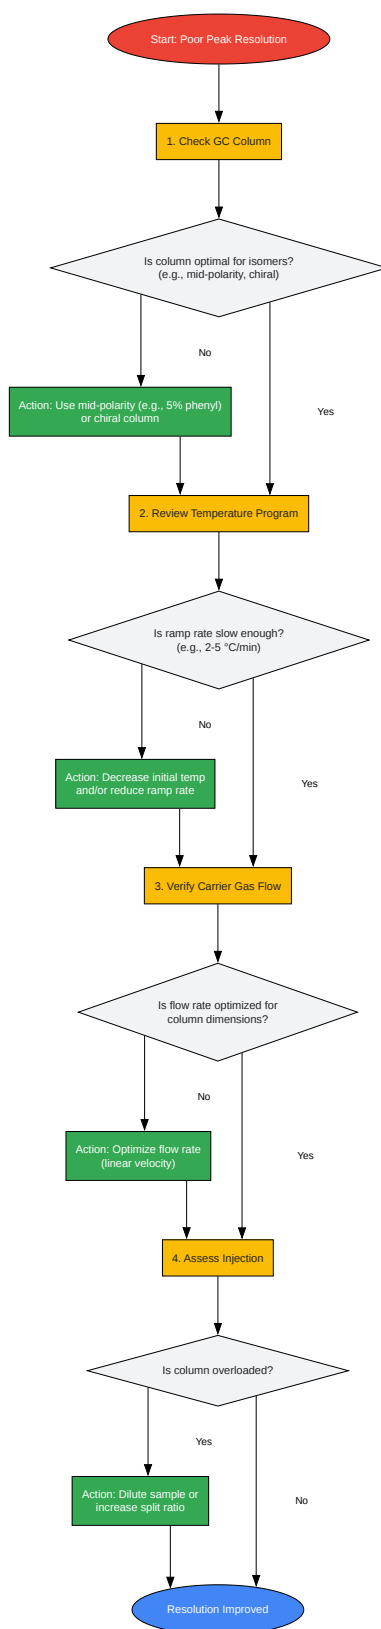 Start: Poor Peak Resolution
1. Check GC Column
Is column optimal for isomers?
(e.g., mid-polarity, chiral)
No
Action: Use mid-polarity (e.g., 5% phenyl)
or chiral column
Yes
2. Review Temperature Program
Is ramp rate slow enough?
(e.g., 2-5 °C/min)
No
Action: Decrease initial temp
and/or reduce ramp rate
Yes
3. Verify Carrier Gas Flow
Is flow rate optimized for
column dimensions?
No
Action: Optimize flow rate
(linear velocity)
Yes
4. Assess Injection
Is column overloaded?
Yes
Action: Dilute sample or
increase split ratio
No
Resolution Improved